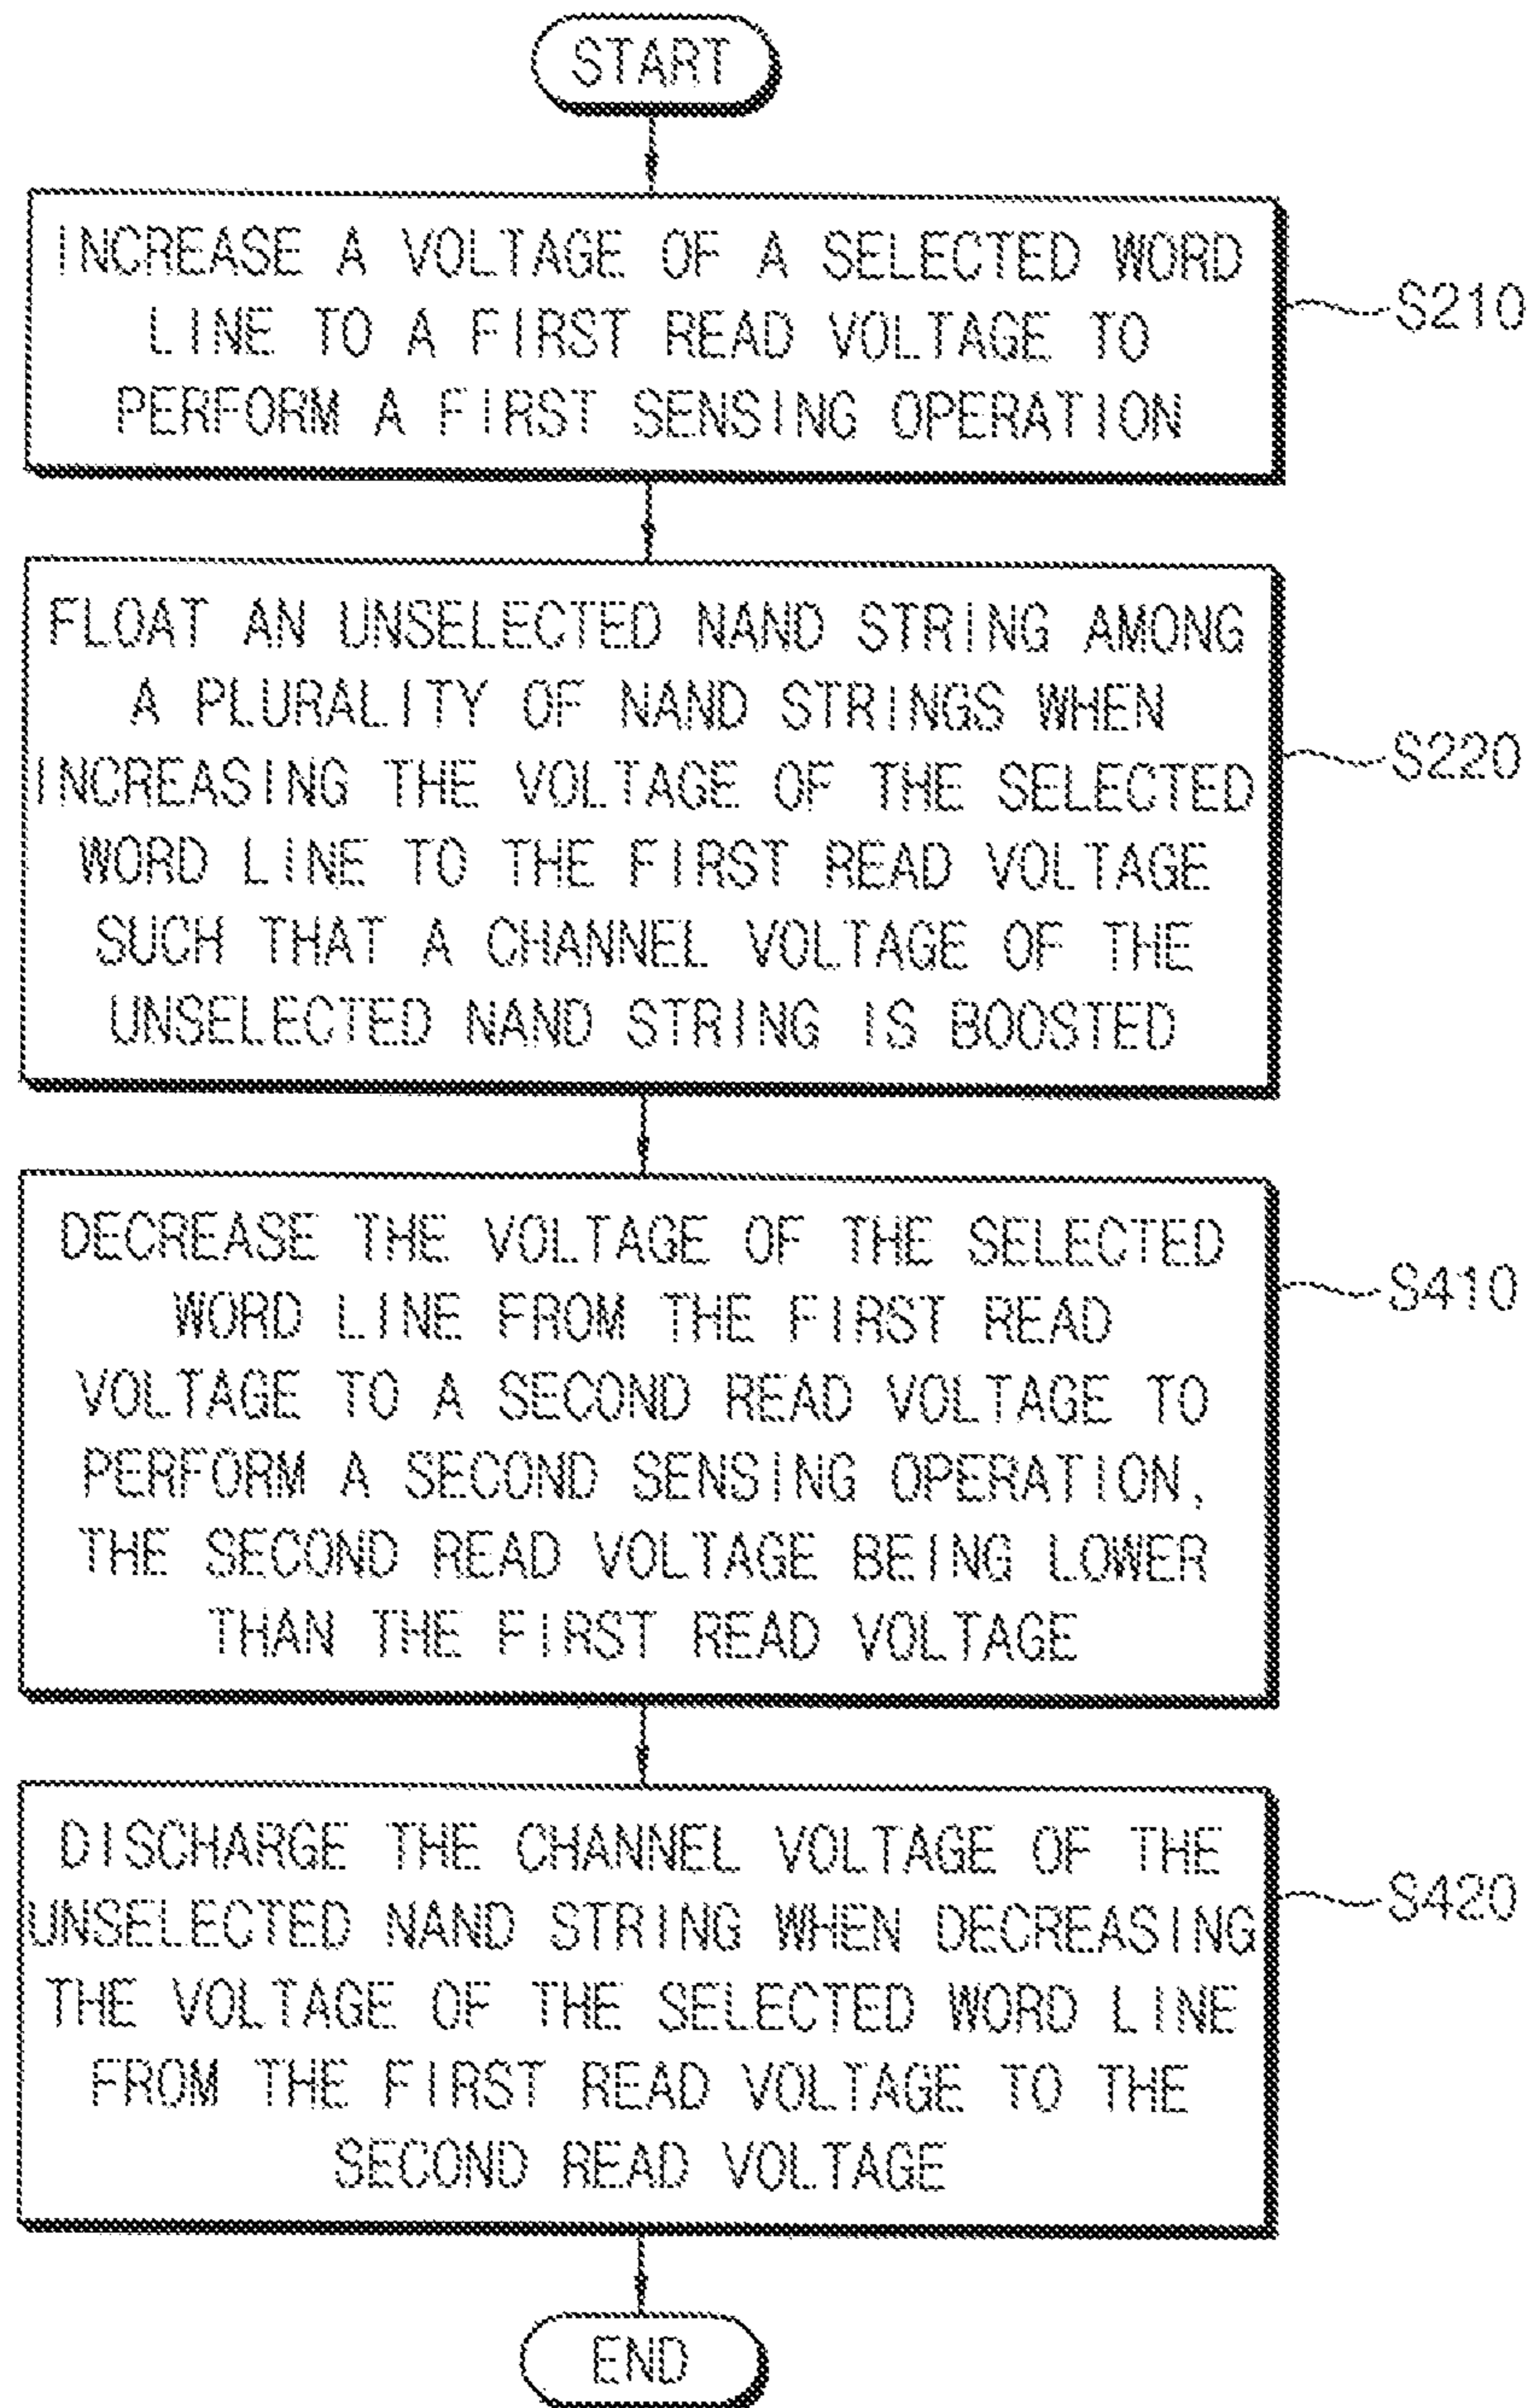 START
INCREASE A VOLTAGE OF A SELECTED WORD
LINE TO A FIRST READ VOLTAGE TO
PERFORM A FIRST SENSING OPERATION
S210
FLOAT AN UNSELECTED NAND STRING AMONG
A PLURALITY OF NAND STRINGS WHEN
INCREASING THE VOLTAGE OF THE SELECTED
WORD LINE TO THE FIRST READ VOLTAGE
SUCH THAT A CHANNEL VOLTAGE OF THE
UNSELECTED NAND STRING IS BOOSTED
S220
DECREASE THE VOLTAGE OF THE SELECTED
WORD LINE FROM THE FIRST READ
VOLTAGE TO A SECOND READ VOLTAGE TO
PERFORM A SECOND SENSING OPERATION,
THE SECOND READ VOLTAGE BEING LOWER
THAN THE FIRST READ VOLTAGE
S410
DISCHARGE THE CHANNEL VOLTAGE OF THE
UNSELECTED NAND STRING WHEN DECREASING
THE VOLTAGE OF THE SELECTED WORD LINE
FROM THE FIRST READ VOLTAGE TO THE
SECOND READ VOLTAGE
S420
END